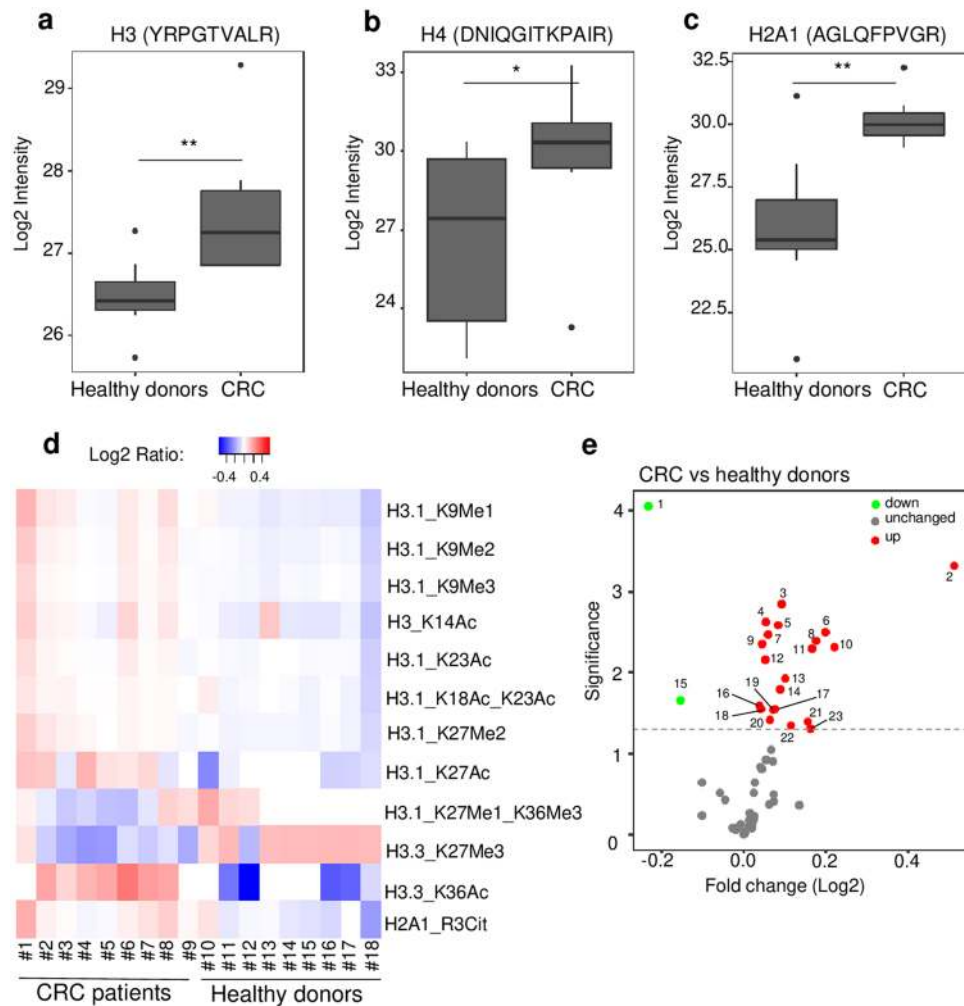 a
H3 (YRPGTVALR)
Log2 Intensity
29
28
27
26
**
Healthy donors
CRC
b
H4 (DNIQGITKPAIR)
Log2 Intensity
33
30
27
24
*
Healthy donors
CRC
c
H2A1 (AGLQFPVGR)
Log2 Intensity
32.5
30.0
27.5
25.0
22.5
**
Healthy donors
CRC
d
Log2 Ratio:
-0.4 0.4
H3.1_K9Me1
H3.1_K9Me2
H3.1_K9Me3
H3_K14Ac
H3.1_K23Ac
H3.1_K18Ac_K23Ac
H3.1_K27Me2
H3.1_K27Ac
H3.1_K27Me1_K36Me3
H3.3_K27Me3
H3.3_K36Ac
H2A1_R3Cit
#1
#2
#3
#4
#5
#6
#7
#8
#9
#10
#11
#12
#13
#14
#15
#16
#17
#18
CRC patients
Healthy donors
e
CRC vs healthy donors
down
unchanged
up
Significance
4
3
2
1
0
1
2
3
4
5
6
7
8
9
10
11
12
13
14
15
16
17
18
19
20
21
22
23
-0.2
0.0
0.2
0.4
Fold change (Log2)